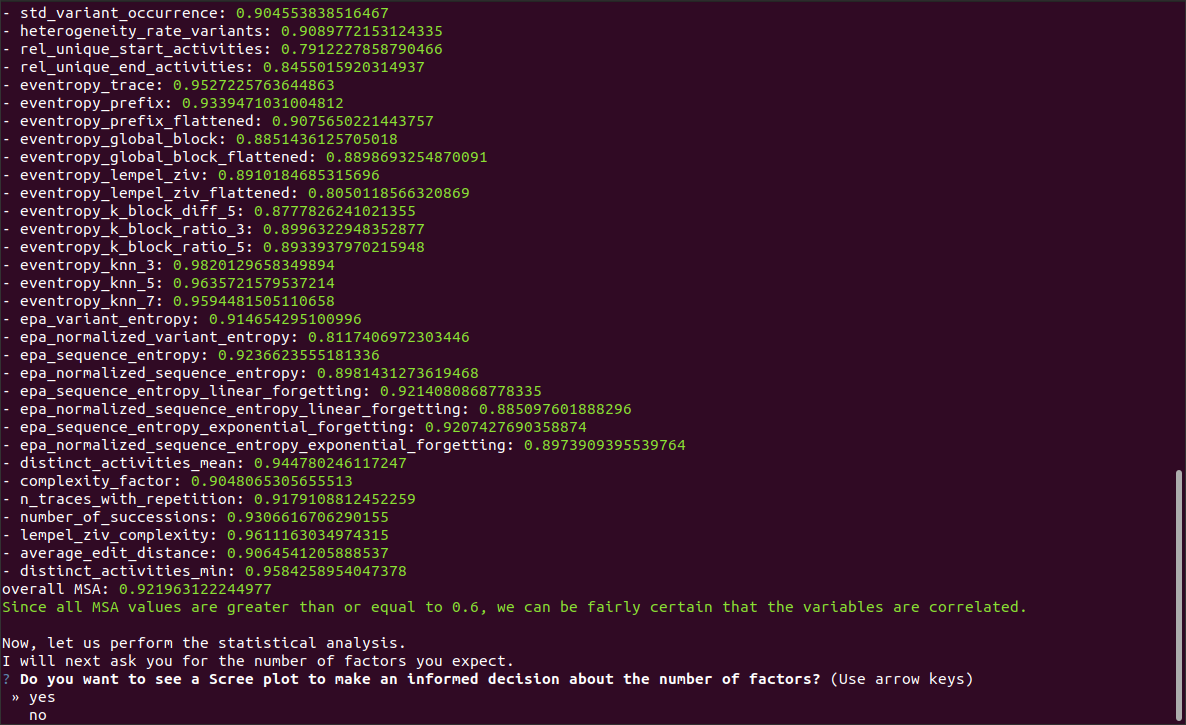 - std_variant_occurrence: 0.904553838516467
- heterogeneity_rate_variants: 0.9089772153124335
- rel_unique_start_activities: 0.7912227858790466
- rel_unique_end_activities: 0.8455015920314937
- eventropy_trace: 0.9527225763644863
- eventropy_prefix: 0.9339471031004812
- eventropy_prefix_flattened: 0.9075650221443757
- eventropy_global_block: 0.8851436125705018
- eventropy_global_block_flattened: 0.8898693254870091
- eventropy_lempel_ziv: 0.8910184685315696
- eventropy_lempel_ziv_flattened: 0.8050118566320869
- eventropy_k_block_diff_5: 0.8777826241021355
- eventropy_k_block_ratio_3: 0.8996322948352877
- eventropy_k_block_ratio_5: 0.8933937970215948
- eventropy_knn_3: 0.9820129658349894
- eventropy_knn_5: 0.9635721579537214
- eventropy_knn_7: 0.9594481505110658
- epa_variant_entropy: 0.914654295100996
- epa_normalized_variant_entropy: 0.8117406972303446
- epa_sequence_entropy: 0.9236623555181336
- epa_normalized_sequence_entropy: 0.8981431273619468
- epa_sequence_entropy_linear_forgetting: 0.9214080868778335
- epa_normalized_sequence_entropy_linear_forgetting: 0.885097601888296
- epa_sequence_entropy_exponential_forgetting: 0.9207427690358874
- epa_normalized_sequence_entropy_exponential_forgetting: 0.8973909395539764
- distinct_activities_mean: 0.944780246117247
- complexity_factor: 0.9048065305655513
- n_traces_with_repetition: 0.9179108812452259
- number_of_successions: 0.9306616706290155
- lempel_ziv_complexity: 0.9611163034974315
- average_edit_distance: 0.9064541205888537
- distinct_activities_min: 0.9584258954047378
overall MSA: 0.921963122244977
Since all MSA values are greater than or equal to 0.6, we can be fairly certain that the variables are correlated.
Now, let us perform the statistical analysis.
I will next ask you for the number of factors you expect.
? Do you want to see a Scree plot to make an informed decision about the number of factors? (Use arrow keys)
» yes
no